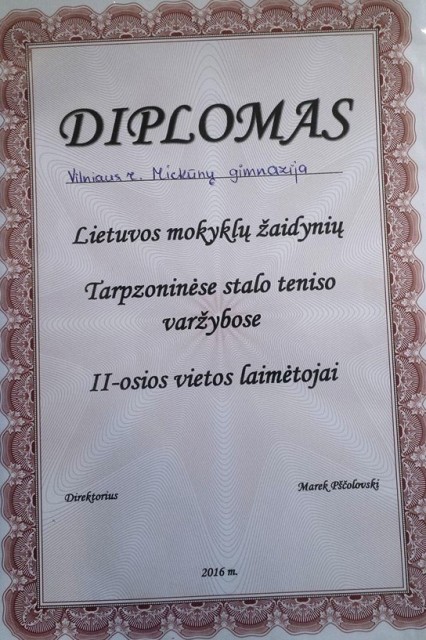 DIPLOMAS
Vilniaus r. Mickūnų gimnazija
Lietuvos mokyklų žaidynių
Tarpzoninėse stalo teniso
varžybose
II-osios vietos laimėtojai
Direktorius Marek Pščolovski
2016 m.